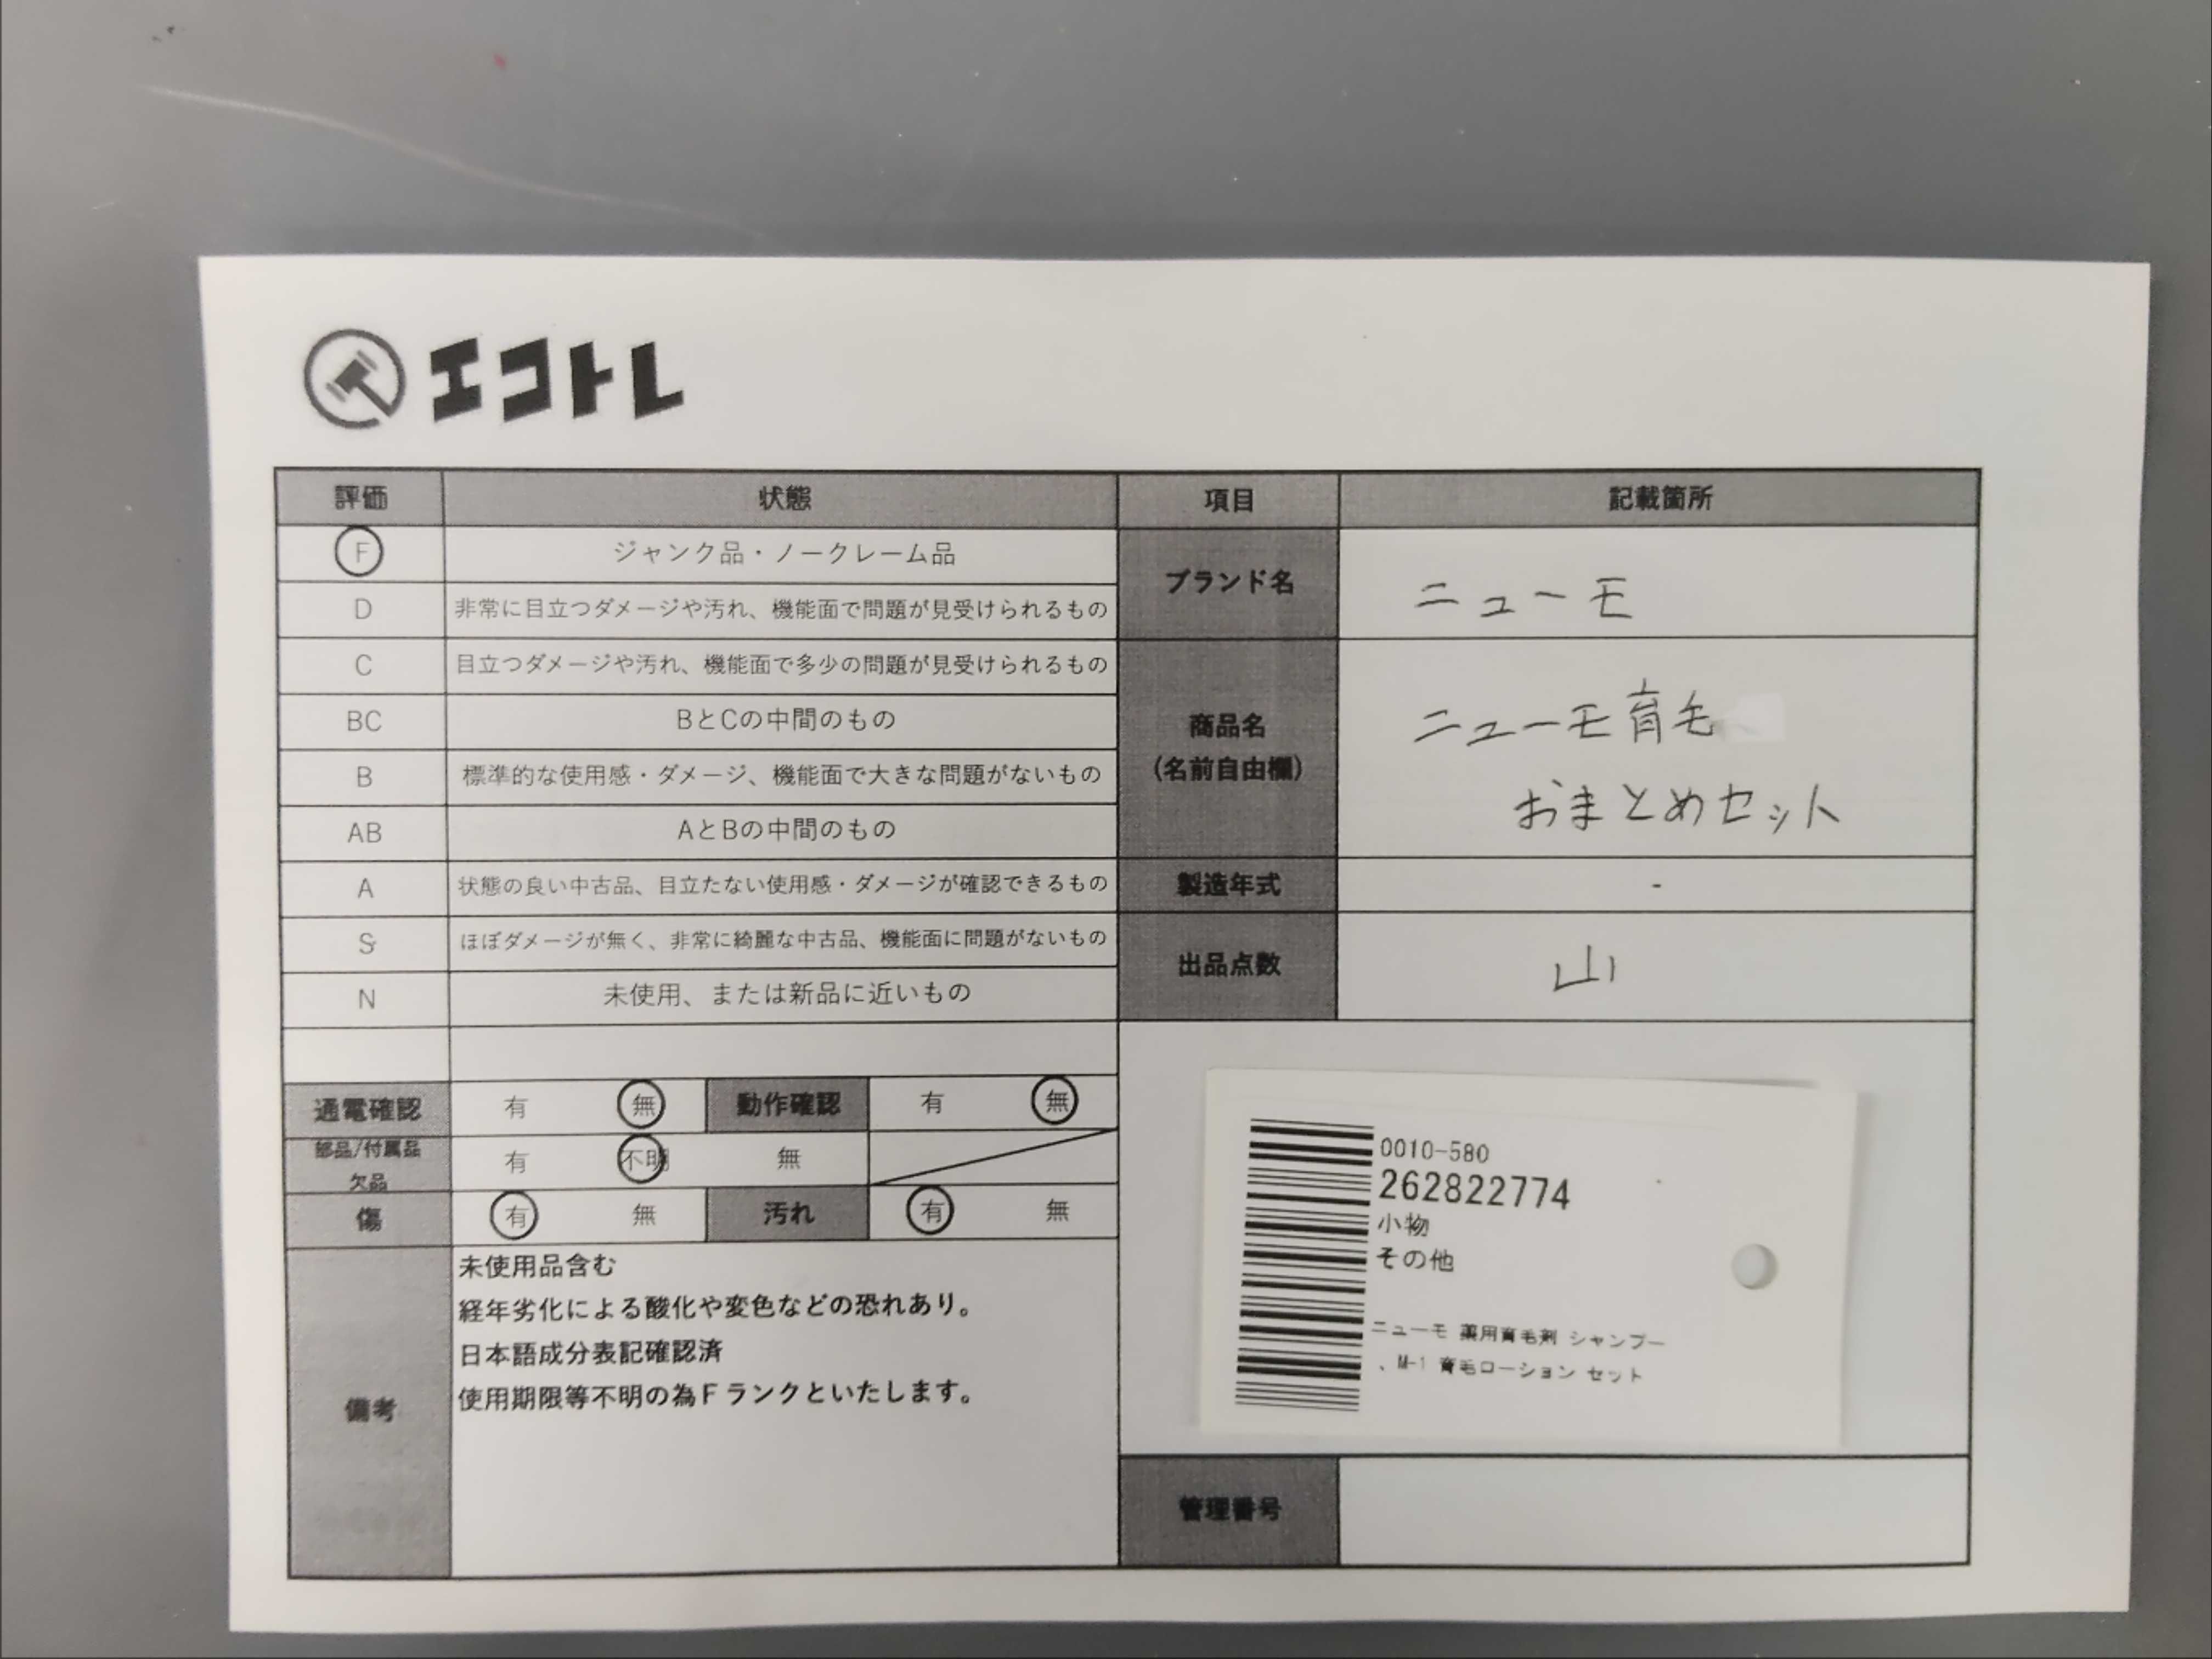 エコトレ
評価 状態 項目 記載箇所
F ジャンク品・ノークレーム品
D 非常に目立つダメージや汚れ、機能面で問題が見受けられるもの
C 目立つダメージや汚れ、機能面で多少の問題が見受けられるもの
BC BとCの中間のもの
B 標準的な使用感・ダメージ、機能面で大きな問題がないもの
AB AとBの中間のもの
A 状態の良い中古品、目立たない使用感・ダメージが確認できるもの
S ほぼダメージが無く、非常に綺麗な中古品、機能面に問題がないもの
N 未使用、または新品に近いもの
ブランド名 ニューモ
商品名
(名前自由欄)
ニューモ育毛
おまとめセット
製造年式 -
出品点数 山
通電確認 有 無 動作確認 有 無
部品/付属品
欠品
有 不明 無
傷 有 無 汚れ 有 無
備考
未使用品含む
経年劣化による酸化や変色などの恐れあり。
日本語成分表記確認済
使用期限等不明の為Fランクといたします。
0010-580
262822774
小物
その他
ニューモ 薬用育毛剤 シャンプー
、M-1 育毛ローション セット
管理番号